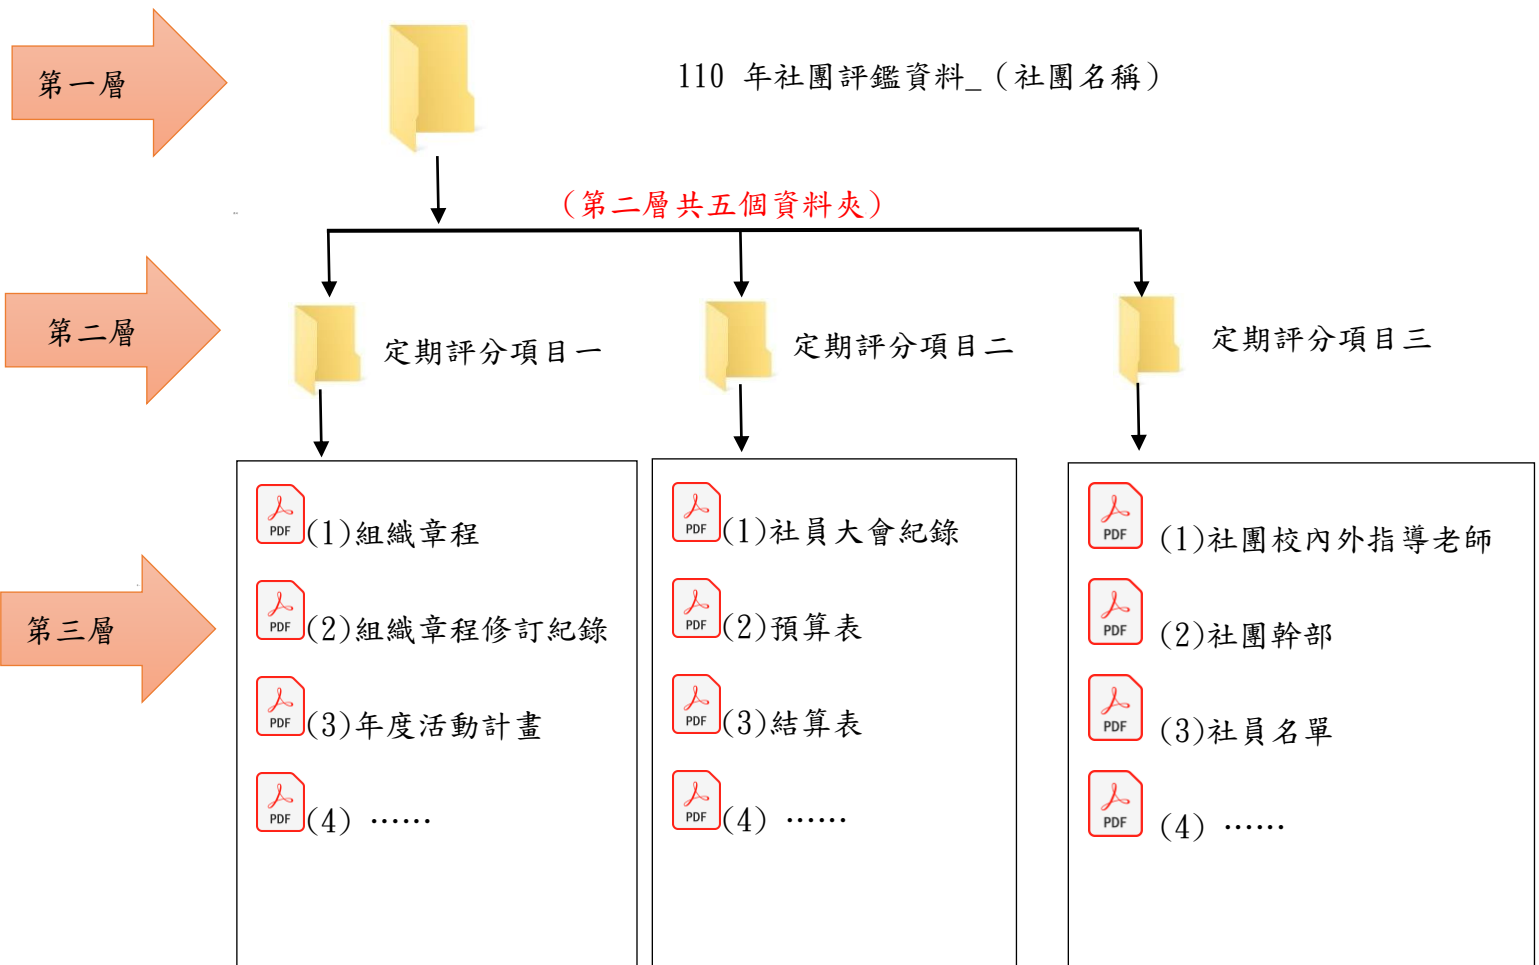 第一層
110 年社團評鑑資料_（社團名稱）
（第二層共五個資料夾）
第二層
定期評分項目一
定期評分項目二
定期評分項目三
第三層
PDF (1)組織章程
PDF (2)組織章程修訂紀錄
PDF (3)年度活動計畫
PDF (4) ……
PDF (1)社員大會紀錄
PDF (2)預算表
PDF (3)結算表
PDF (4) ……
PDF (1)社團校內外指導老師
PDF (2)社團幹部
PDF (3)社員名單
PDF (4) ……